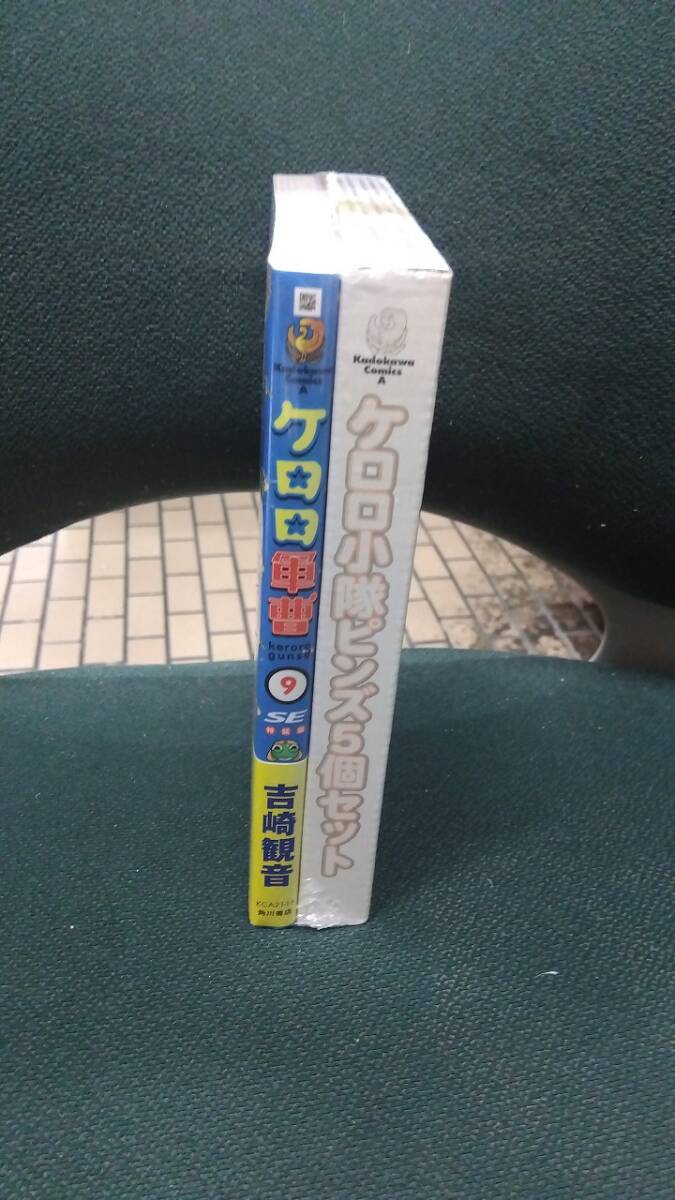 Kadokawa
Comics
A
ケロロ軍曹
keroro
gunso
9
SE
特装版
吉崎観音
角川書店
Kadokawa
Comics
A
ケロロ小隊ピンズ5個セット